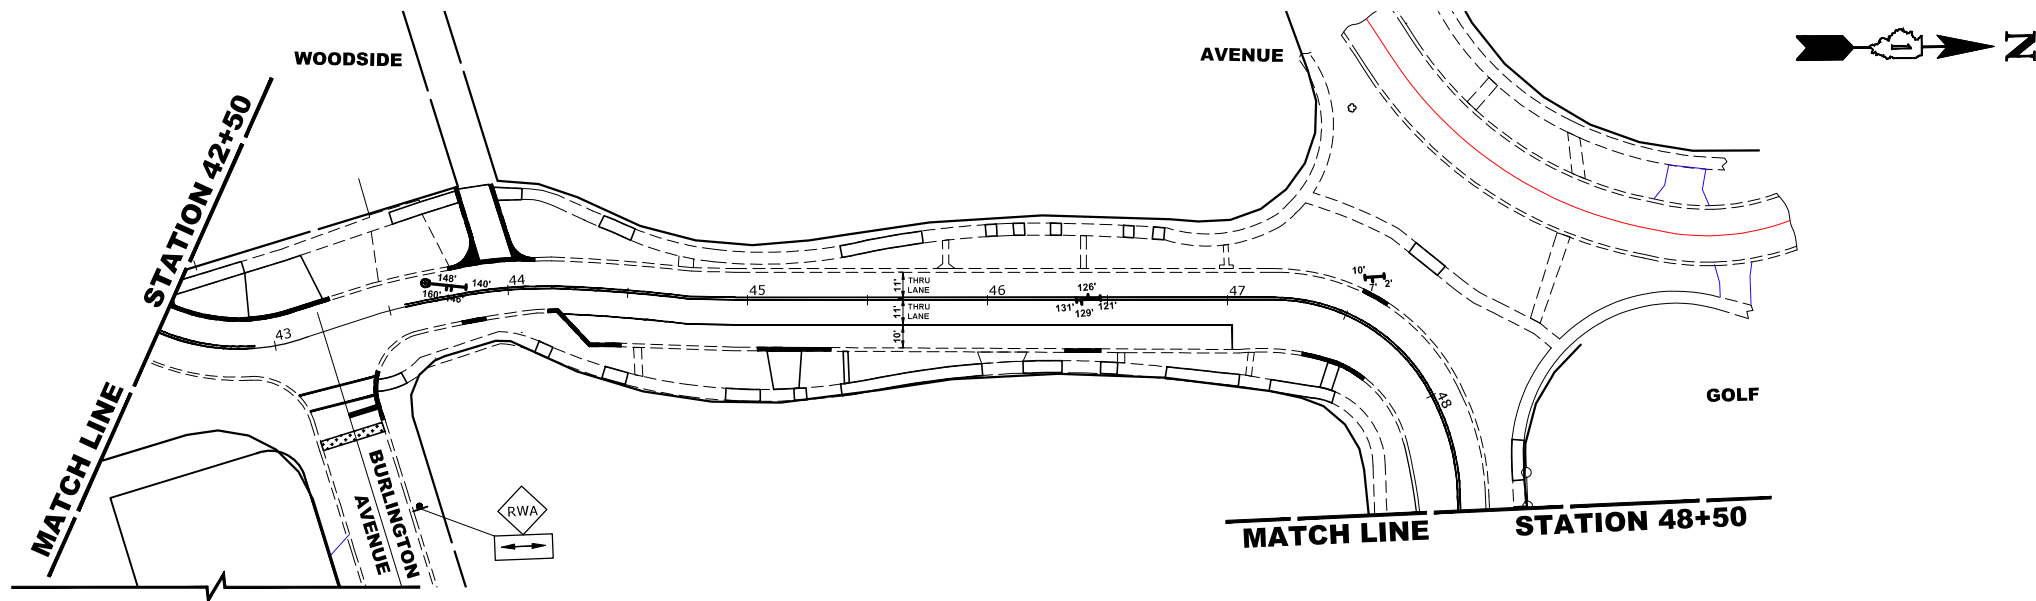 WOODSIDE
AVENUE
N
STATION 42+50
MATCH LINE
43
44
45
46
47
48
148'
140'
160'
146'
11'
THRU
LANE
11'
THRU
LANE
10'
126'
131'
121'
129'
10'
2'
GOLF
BURLINGTON
AVENUE
RWA
MATCH LINE
STATION 48+50